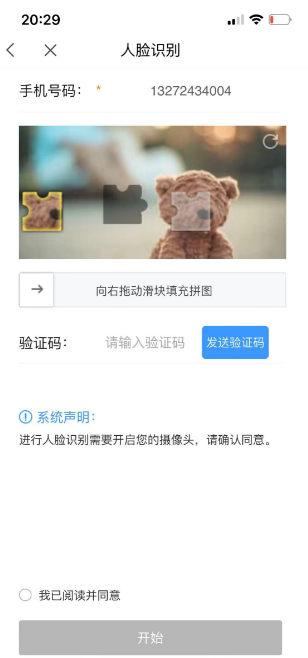 20:29
人脸识别
手机号码： * 13272434004
向右拖动滑块填充拼图
验证码： 请输入验证码 发送验证码
系统声明：
进行人脸识别需要开启您的摄像头，请确认同意。
我已阅读并同意
开始